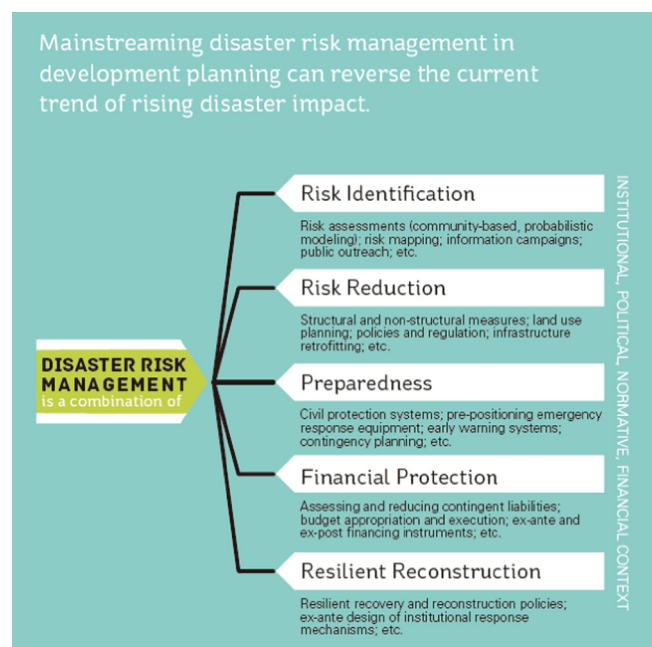 Mainstreaming disaster risk management in
development planning can reverse the current
trend of rising disaster impact.
DISASTER RISK
MANAGEMENT
is a combination of
Risk Identification
Risk assessments (community-based, probabilistic
modeling); risk mapping; information campaigns;
public outreach; etc.
Risk Reduction
Structural and non-structural measures; land use
planning; policies and regulation; infrastructure
retrofitting; etc.
Preparedness
Civil protection systems; pre-positioning emergency
response equipment; early warning systems;
contingency planning; etc.
Financial Protection
Assessing and reducing contingent liabilities;
budget appropriation and execution; ex-ante and
ex-post financing instruments; etc.
Resilient Reconstruction
Resilient recovery and reconstruction policies;
ex-ante design of institutional response
mechanisms; etc.
INSTITUTIONAL, POLITICAL, NORMATIVE, FINANCIAL CONTEXT